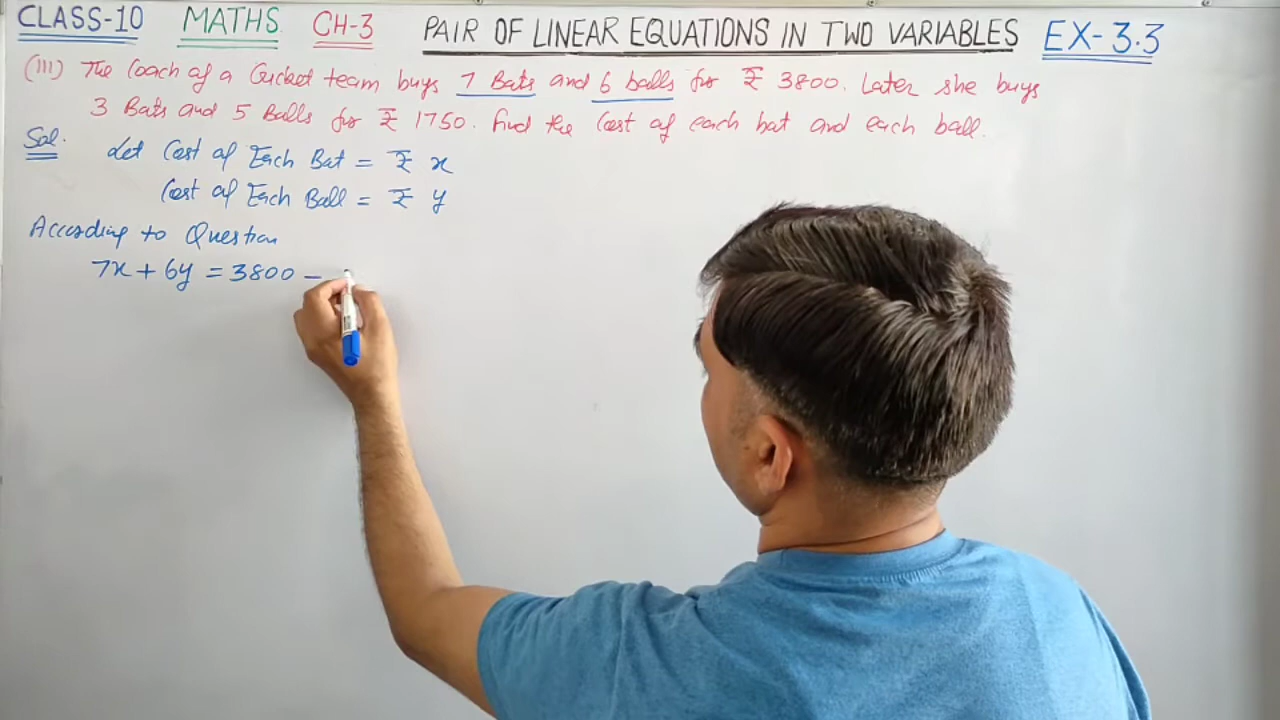 CLASS-10 MATHS CH-3 PAIR OF LINEAR EQUATIONS IN TWO VARIABLES EX-3.3
(III) The Coach of a Cricket team buys 7 Bats and 6 balls for ₹ 3800. Later she buys
3 Bats and 5 Balls for ₹ 1750. Find the Cost of each bat and each ball.
Sol. Let Cost of Each Bat = ₹ x
Cost of Each Ball = ₹ y
According to Question
7x + 6y = 3800 —